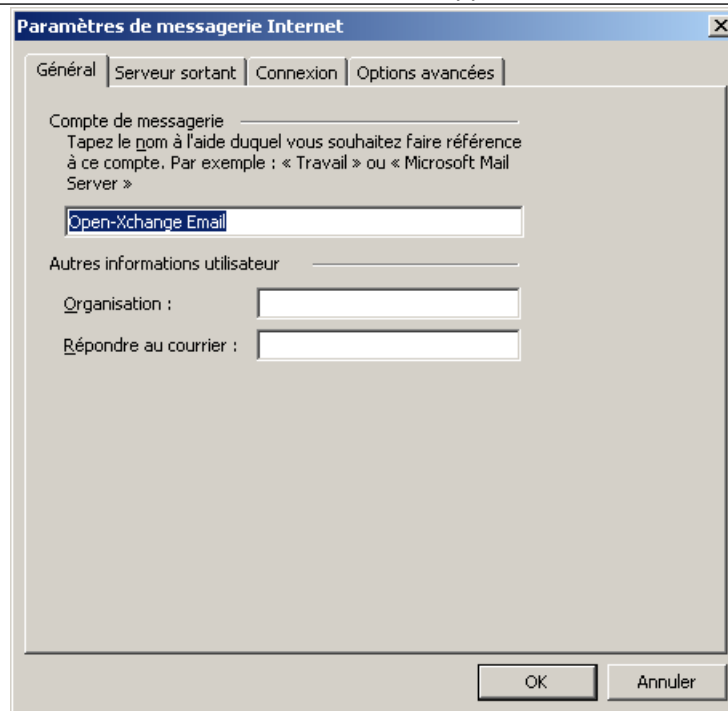 Paramètres de messagerie Internet
Général Serveur sortant Connexion Options avancées
Compte de messagerie
Tapez le nom à l'aide duquel vous souhaitez faire référence
à ce compte. Par exemple : « Travail » ou « Microsoft Mail
Server »
Open-Xchange Email
Autres informations utilisateur
Organisation :
Répondre au courrier :
OK Annuler